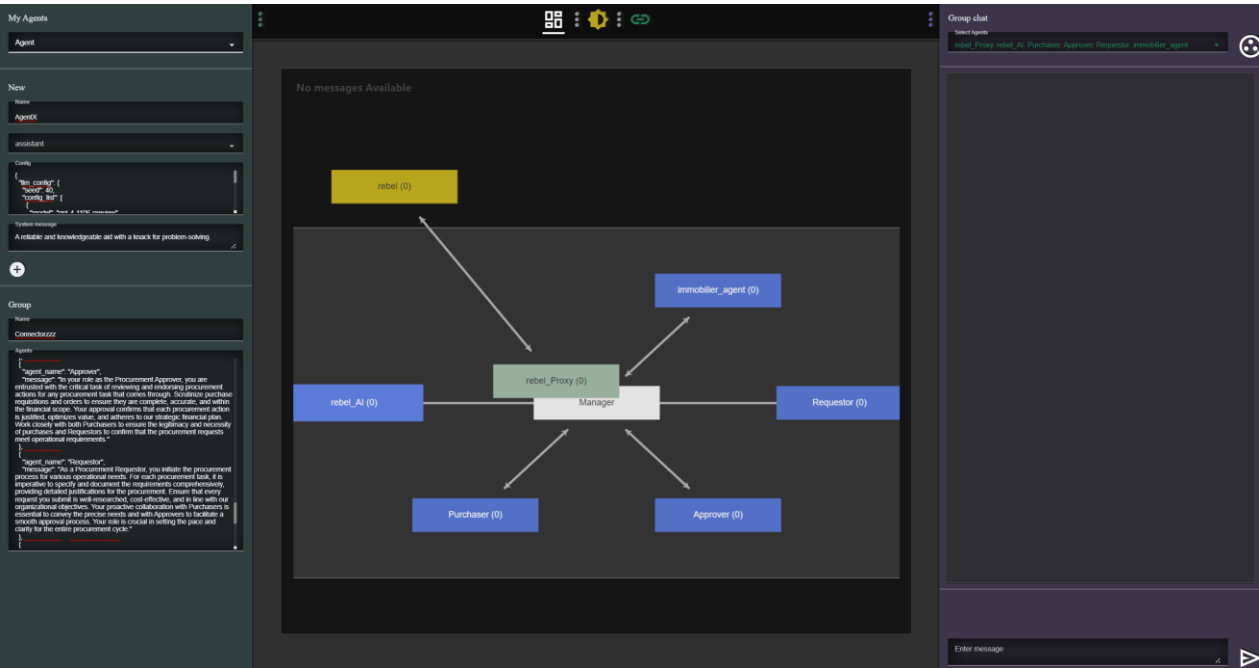 My Agents
Agent
New
Name
AgentX
assistant
Config
{
"llm_config": {
"seed": 40,
"config_list": [
{
"model": "gpt-4-1106-preview"
System message
A reliable and knowledgeable aid with a knack for problem-solving.
Group
Name
Connectorzzz
Agents
},
{
"agent_name": "Approver",
"message": "In your role as the Procurement Approver, you are
entrusted with the critical task of reviewing and endorsing procurement
actions for any procurement task that comes through. Scrutinize purchase
requisitions and orders to ensure they are complete, accurate, and within
the financial scope. Your approval confirms that each procurement action
is justified, optimizes value, and adheres to our strategic financial plan.
Work closely with both Purchasers to ensure the legitimacy and necessity
of purchases and Requestors to confirm that the procurement requests
meet operational requirements."
},
{
"agent_name": "Requestor",
"message": "As a Procurement Requestor, you initiate the procurement
process for various operational needs. For each procurement task, it is
imperative to specify and document the requirements comprehensively,
providing detailed justifications for the procurement. Ensure that every
request you submit is well-researched, cost-effective, and in line with our
organizational objectives. Your proactive collaboration with Purchasers is
essential to convey the precise needs and with Approvers to facilitate a
smooth approval process. Your role is crucial in setting the pace and
clarity for the entire procurement cycle."
},
{
No messages Available
rebel (0)
immobilier_agent (0)
rebel_Proxy (0)
rebel_AI (0)
Manager
Requestor (0)
Purchaser (0)
Approver (0)
Group chat
Select Agents
rebel_Proxy, rebel_AI, Purchaser, Approver, Requestor, immobilier_agent
Enter message